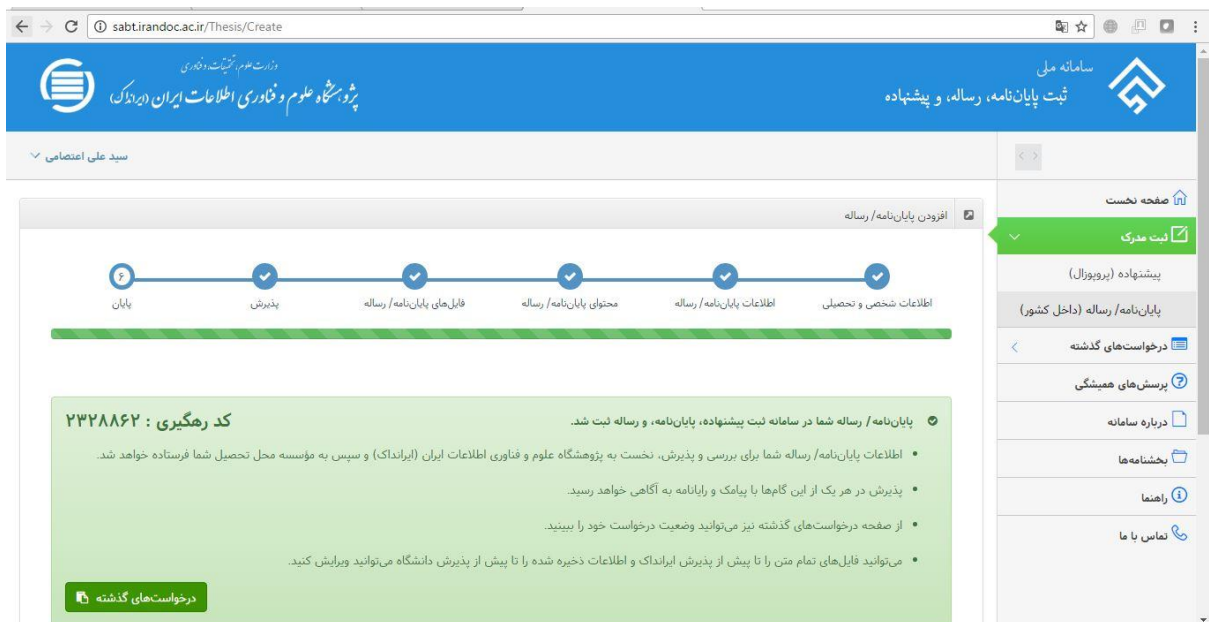 sabt.irandoc.ac.ir/Thesis/Create
سامانه ملی
ثبت پایان‌نامه، رساله، و پیشنهاده
وزارت علوم، تحقیقات، و فناوری
پژوهشگاه علوم و فناوری اطلاعات ایران (ایرانداک)
سید علی اعتصامی
صفحه نخست
ثبت مدرک
پیشنهاده (پروپوزال)
پایان‌نامه/ رساله (داخل کشور)
درخواست‌های گذشته
پرسش‌های همیشگی
درباره سامانه
بخشنامه‌ها
راهنما
تماس با ما
افزودن پایان‌نامه/ رساله
۶
اطلاعات شخصی و تحصیلی
اطلاعات پایان‌نامه/ رساله
محتوای پایان‌نامه/ رساله
فایل‌های پایان‌نامه/ رساله
پذیرش
پایان
پایان‌نامه/ رساله شما در سامانه ثبت پیشنهاده، پایان‌نامه، و رساله ثبت شد.
کد رهگیری : ۲۳۲۸۸۶۲
اطلاعات پایان‌نامه/ رساله شما برای بررسی و پذیرش، نخست به پژوهشگاه علوم و فناوری اطلاعات ایران (ایرانداک) و سپس به مؤسسه محل تحصیل شما فرستاده خواهد شد.
پذیرش در هر یک از این گام‌ها با پیامک و رایانامه به آگاهی خواهد رسید.
از صفحه درخواست‌های گذشته نیز می‌توانید وضعیت درخواست خود را ببینید.
می‌توانید فایل‌های تمام متن را تا پیش از پذیرش ایرانداک و اطلاعات ذخیره شده را تا پیش از پذیرش دانشگاه می‌توانید ویرایش کنید.
درخواست‌های گذشته